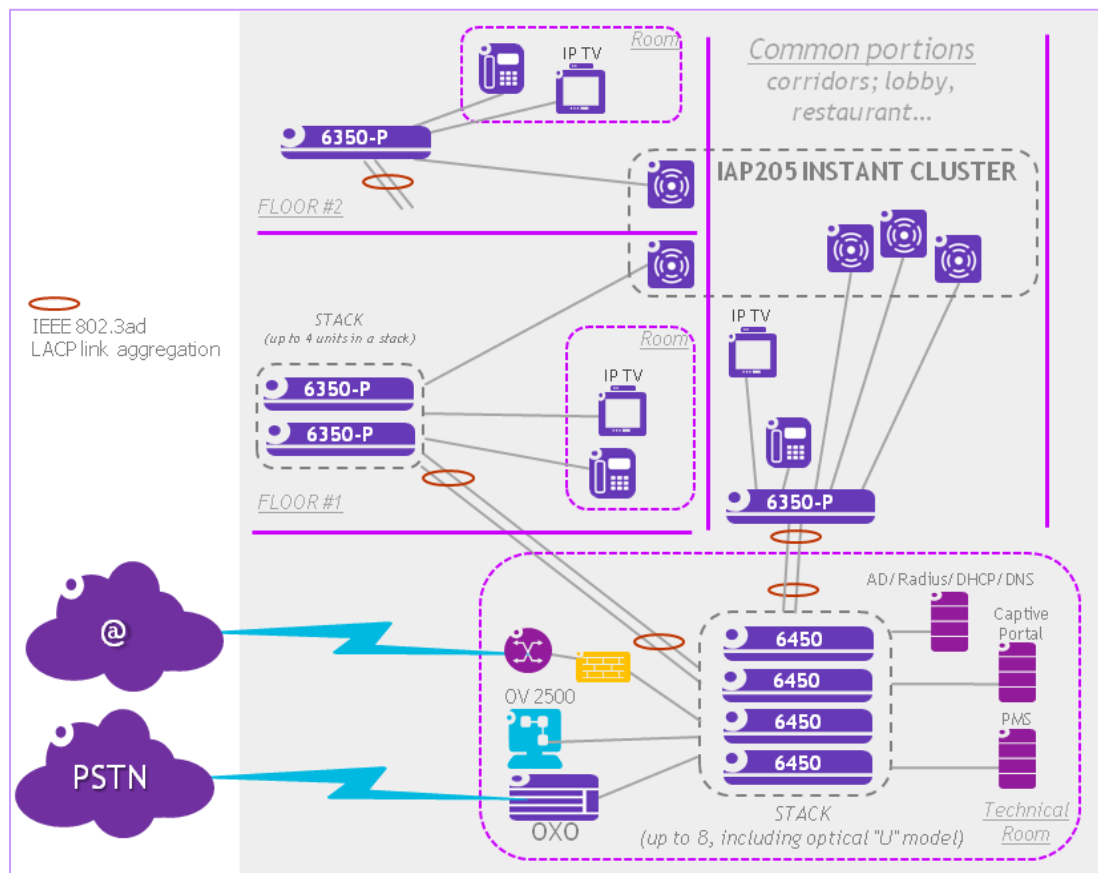 Room
IP TV
6350-P
FLOOR #2
Common portions
corridors; lobby,
restaurant...
IAP205 INSTANT CLUSTER
IEEE 802.3ad
LACP link aggregation
STACK
(up to 4 units in a stack)
6350-P
6350-P
Room
IP TV
FLOOR #1
IP TV
6350-P
@
PSTN
OV 2500
OXO
6450
6450
6450
6450
STACK
(up to 8, including optical "U" model)
AD/Radius/DHCP/DNS
Captive
Portal
PMS
Technical
Room